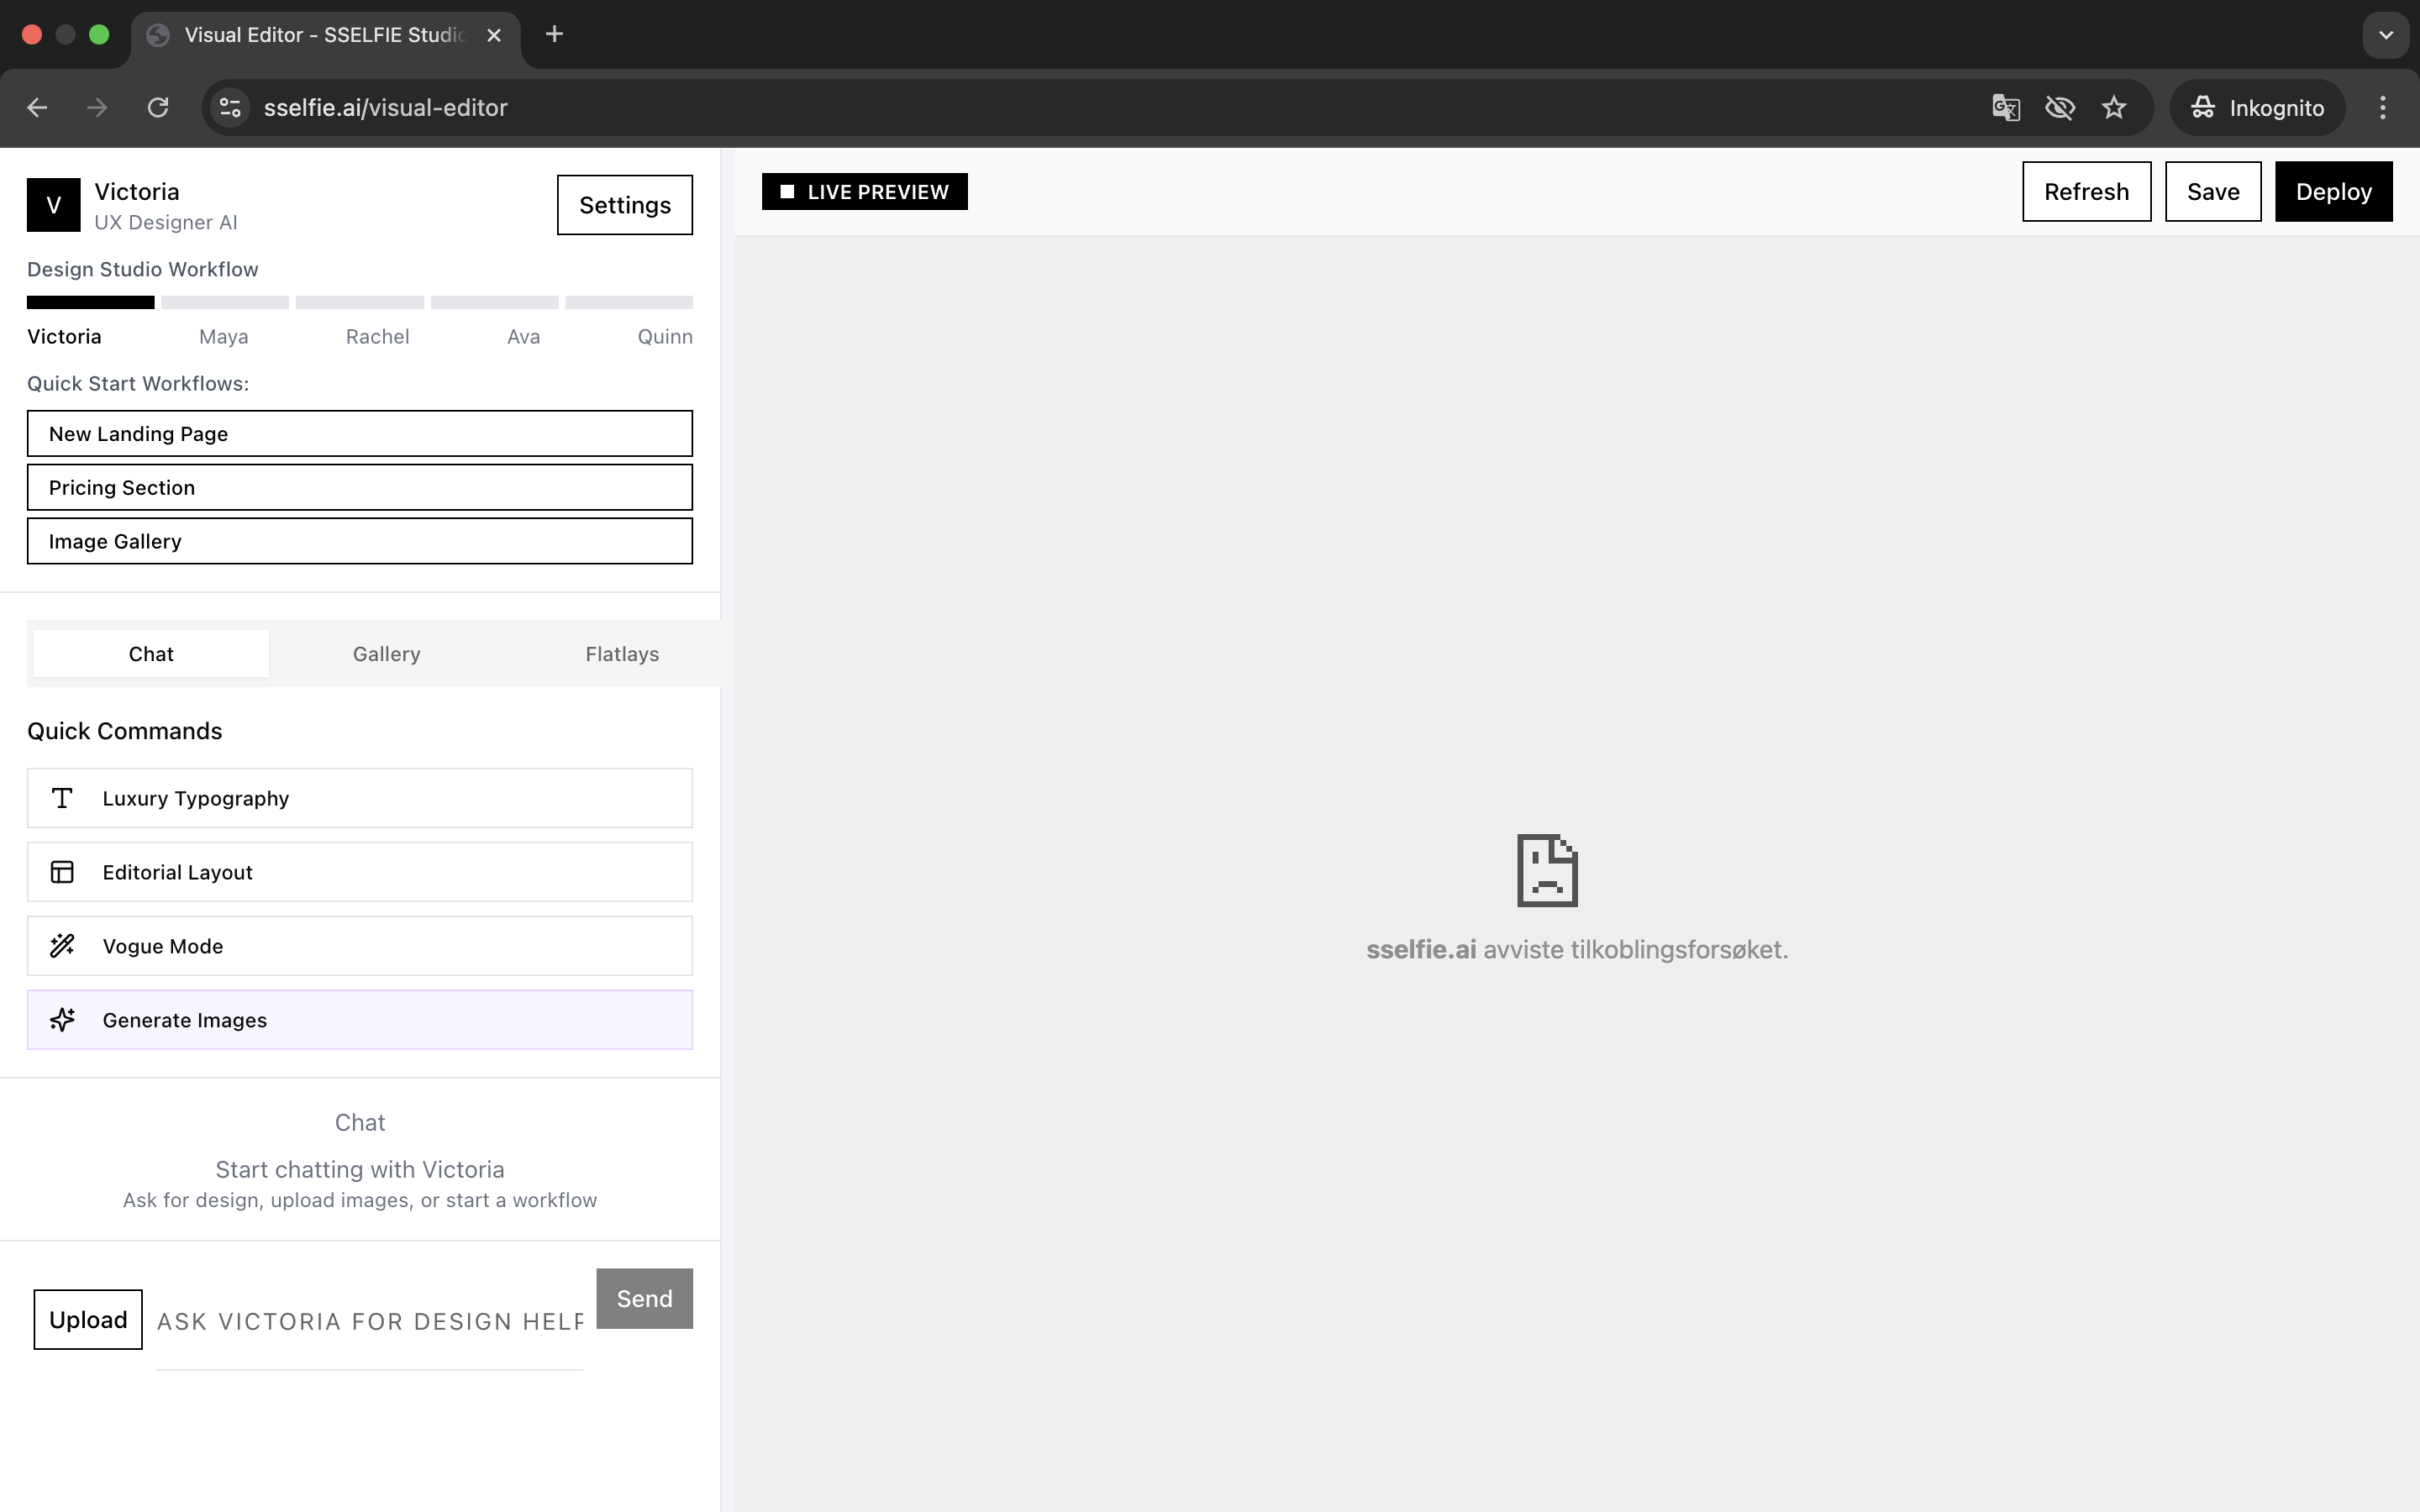 Visual Editor - SSELFIE Studio
sselfie.ai/visual-editor
Inkognito
V
Victoria
UX Designer AI
Settings
Design Studio Workflow
Victoria Maya Rachel Ava Quinn
Quick Start Workflows:
New Landing Page
Pricing Section
Image Gallery
Chat Gallery Flatlays
Quick Commands
Luxury Typography
Editorial Layout
Vogue Mode
Generate Images
Chat
Start chatting with Victoria
Ask for design, upload images, or start a workflow
Upload
ASK VICTORIA FOR DESIGN HELP
Send
LIVE PREVIEW
Refresh Save Deploy
sselfie.ai avviste tilkoblingsforsøket.